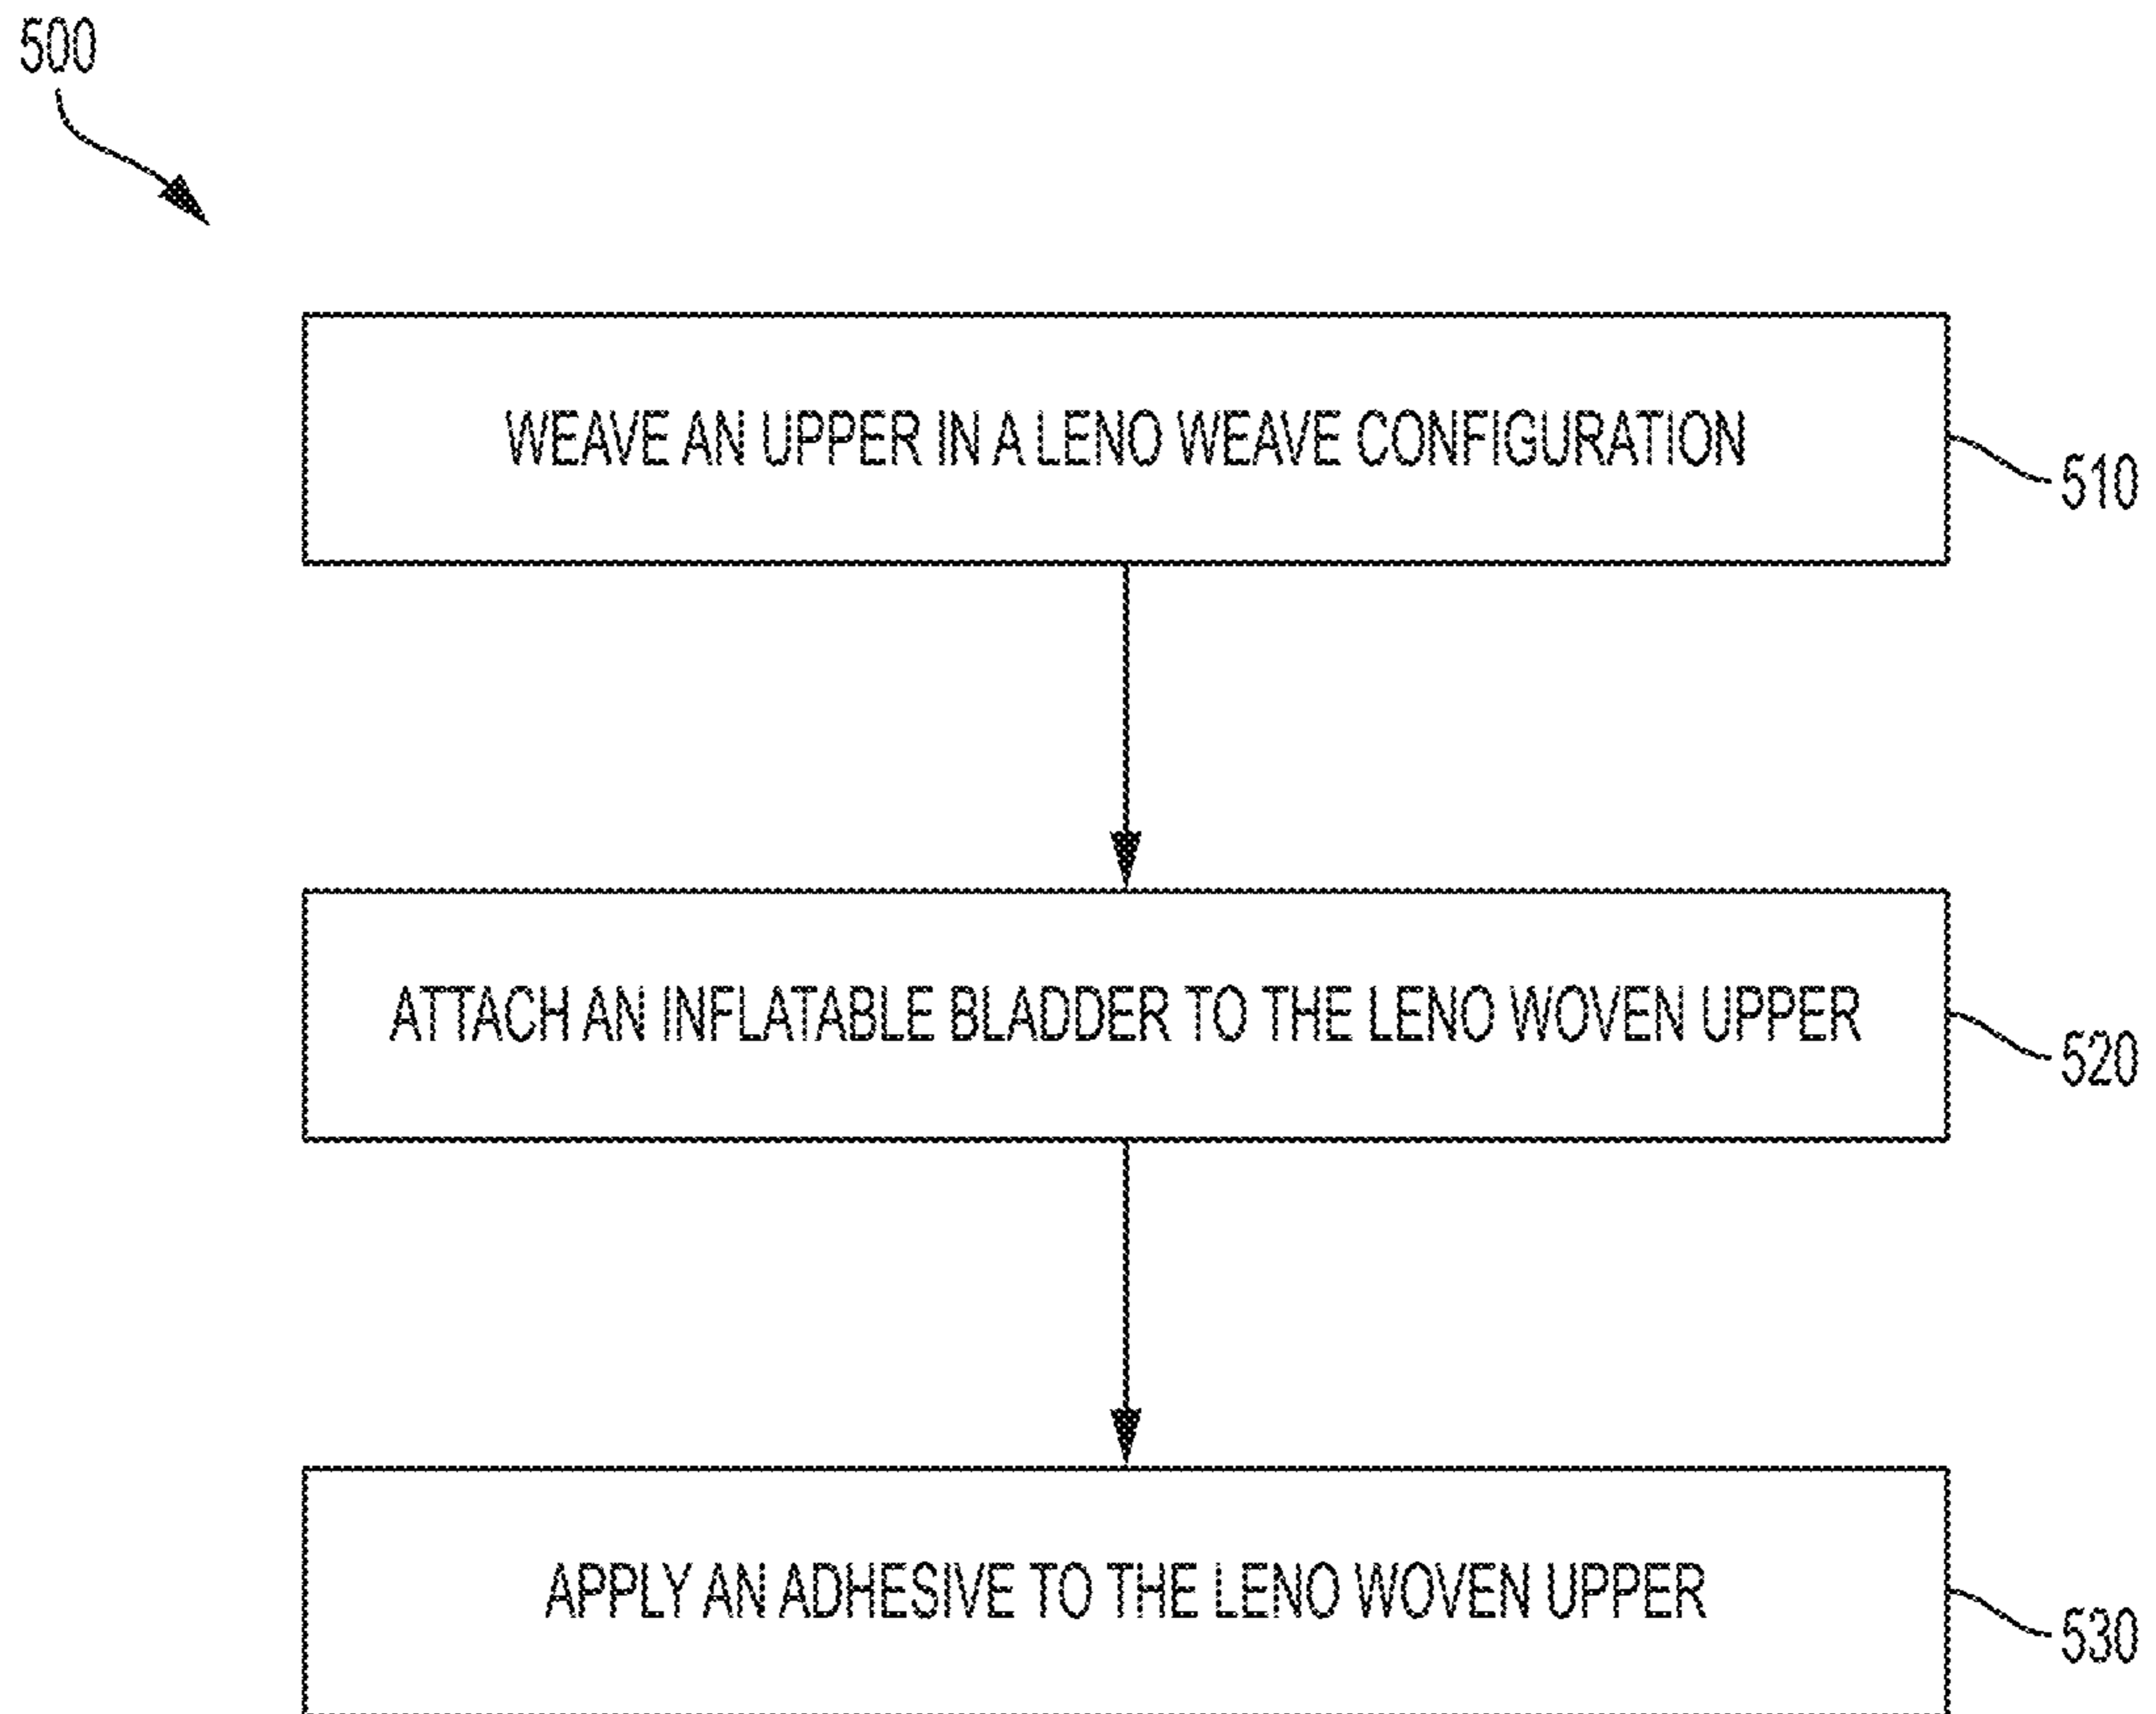 500
WEAVE AN UPPER IN A LENO WEAVE CONFIGURATION
510
ATTACH AN INFLATABLE BLADDER TO THE LENO WOVEN UPPER
520
APPLY AN ADHESIVE TO THE LENO WOVEN UPPER
530